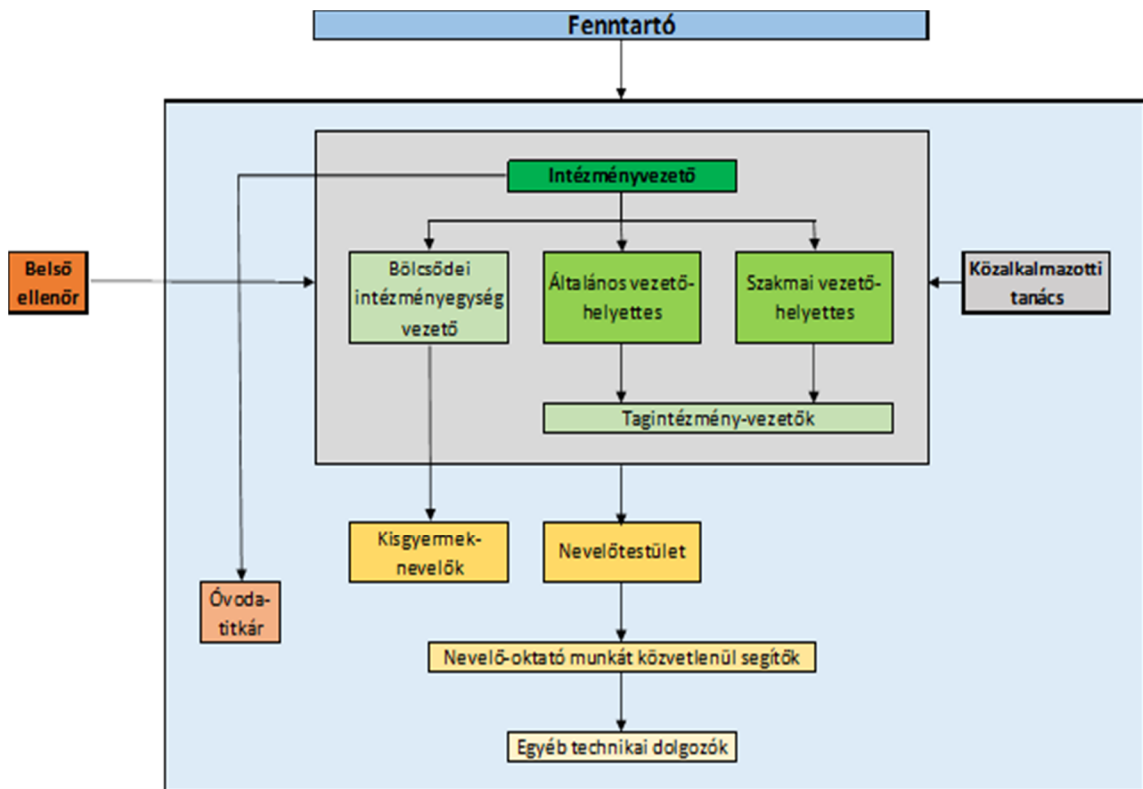 Fenntartó
Intézményvezető
Belső
ellenőr
Bölcsődei
intézményegység
vezető
Általános vezető-
helyettes
Szakmai vezető-
helyettes
Közalkalmazotti
tanács
Tagintézmény-vezetők
Kisgyermek-
nevelők
Nevelőtestület
Óvoda-
titkár
Nevelő-oktató munkát közvetlenül segítők
Egyéb technikai dolgozók